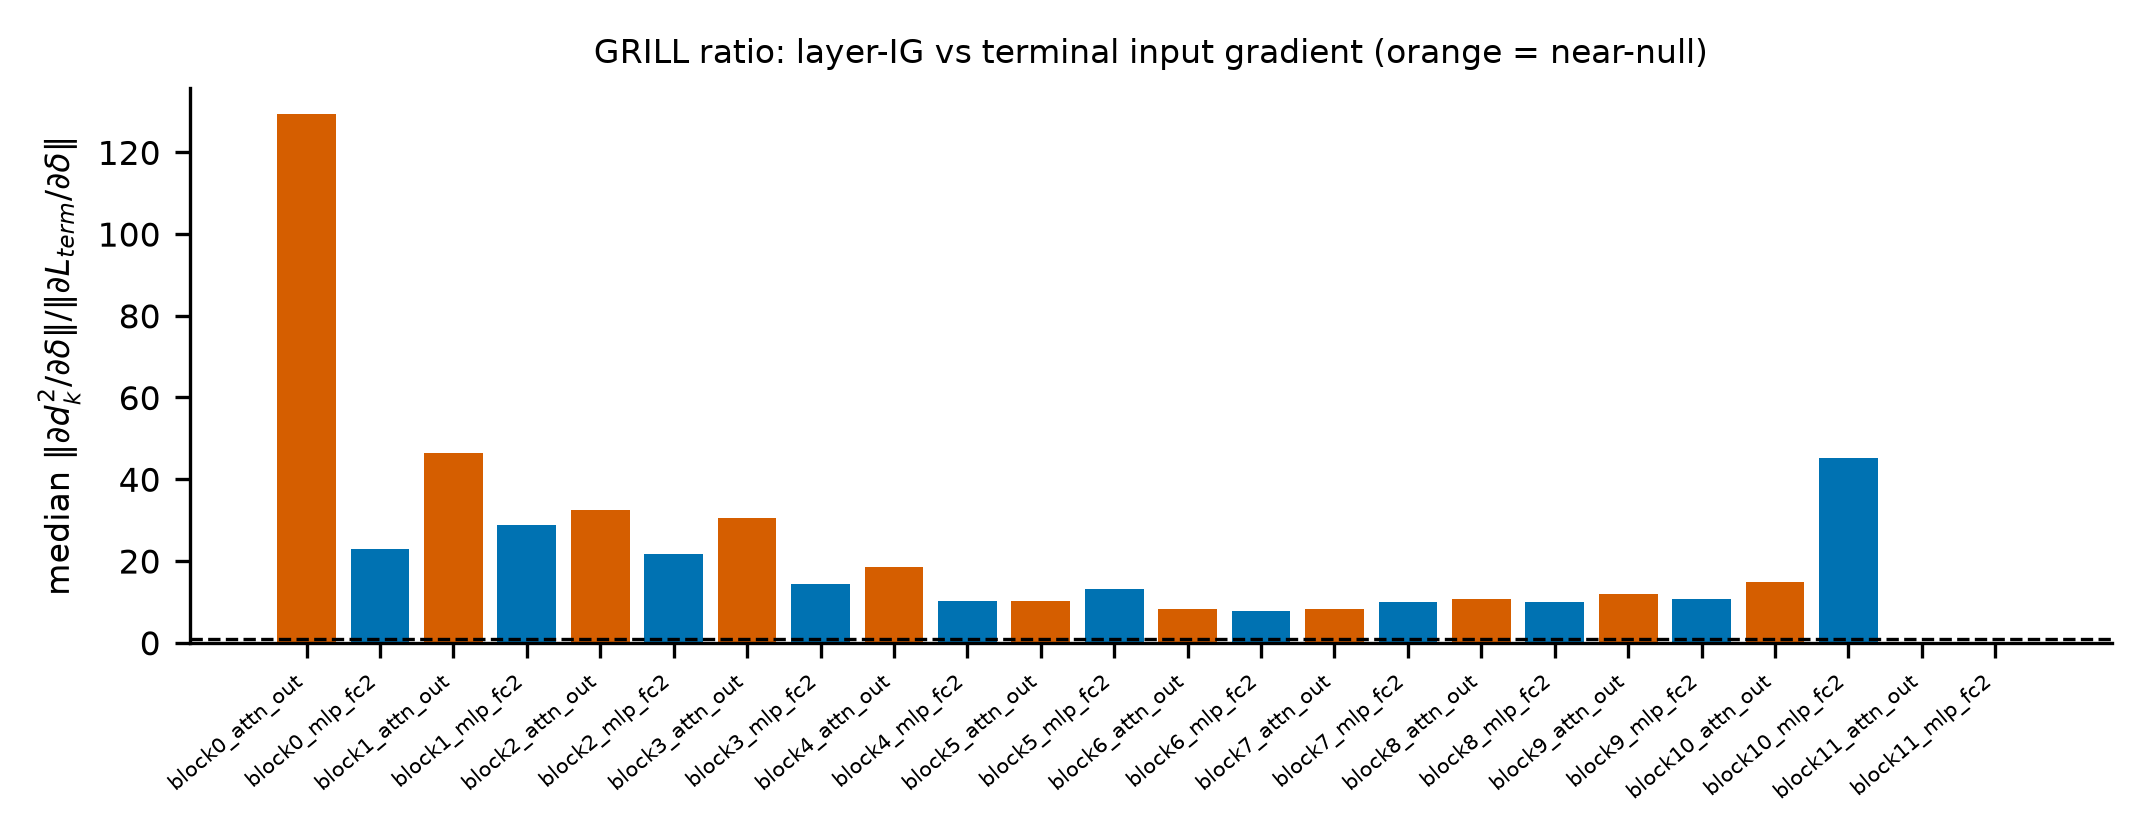 GRILL ratio: layer-IG vs terminal input gradient (orange = near-null)
median ‖∂d_k^2/∂δ‖/‖∂L_term/∂δ‖
120
100
80
60
40
20
0
block0_attn_out
block0_mlp_fc2
block1_attn_out
block1_mlp_fc2
block2_attn_out
block2_mlp_fc2
block3_attn_out
block3_mlp_fc2
block4_attn_out
block4_mlp_fc2
block5_attn_out
block5_mlp_fc2
block6_attn_out
block6_mlp_fc2
block7_attn_out
block7_mlp_fc2
block8_attn_out
block8_mlp_fc2
block9_attn_out
block9_mlp_fc2
block10_attn_out
block10_mlp_fc2
block11_attn_out
block11_mlp_fc2